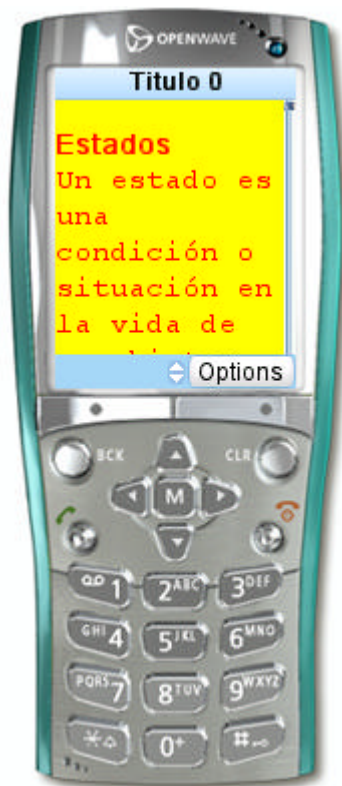 OPENWAVE
Titulo 0
Estados
Un estado es
una
condición o
situación en
la vida de
Options
BCK
CLR
M
1 2ABC 3DEF
GHI4 5JKL 6MNO
PQRS7 8TUV 9WXYZ
* 0+ #